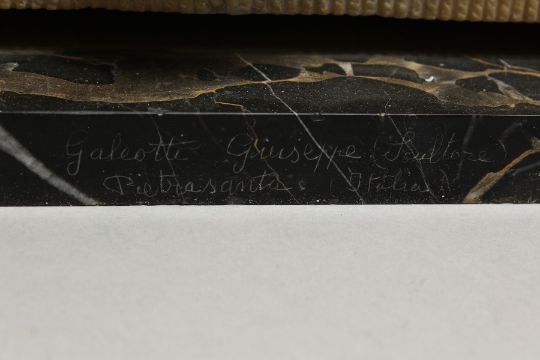 Galeotti Giuseppe (Scultore)
Pietrasanta (Italia)